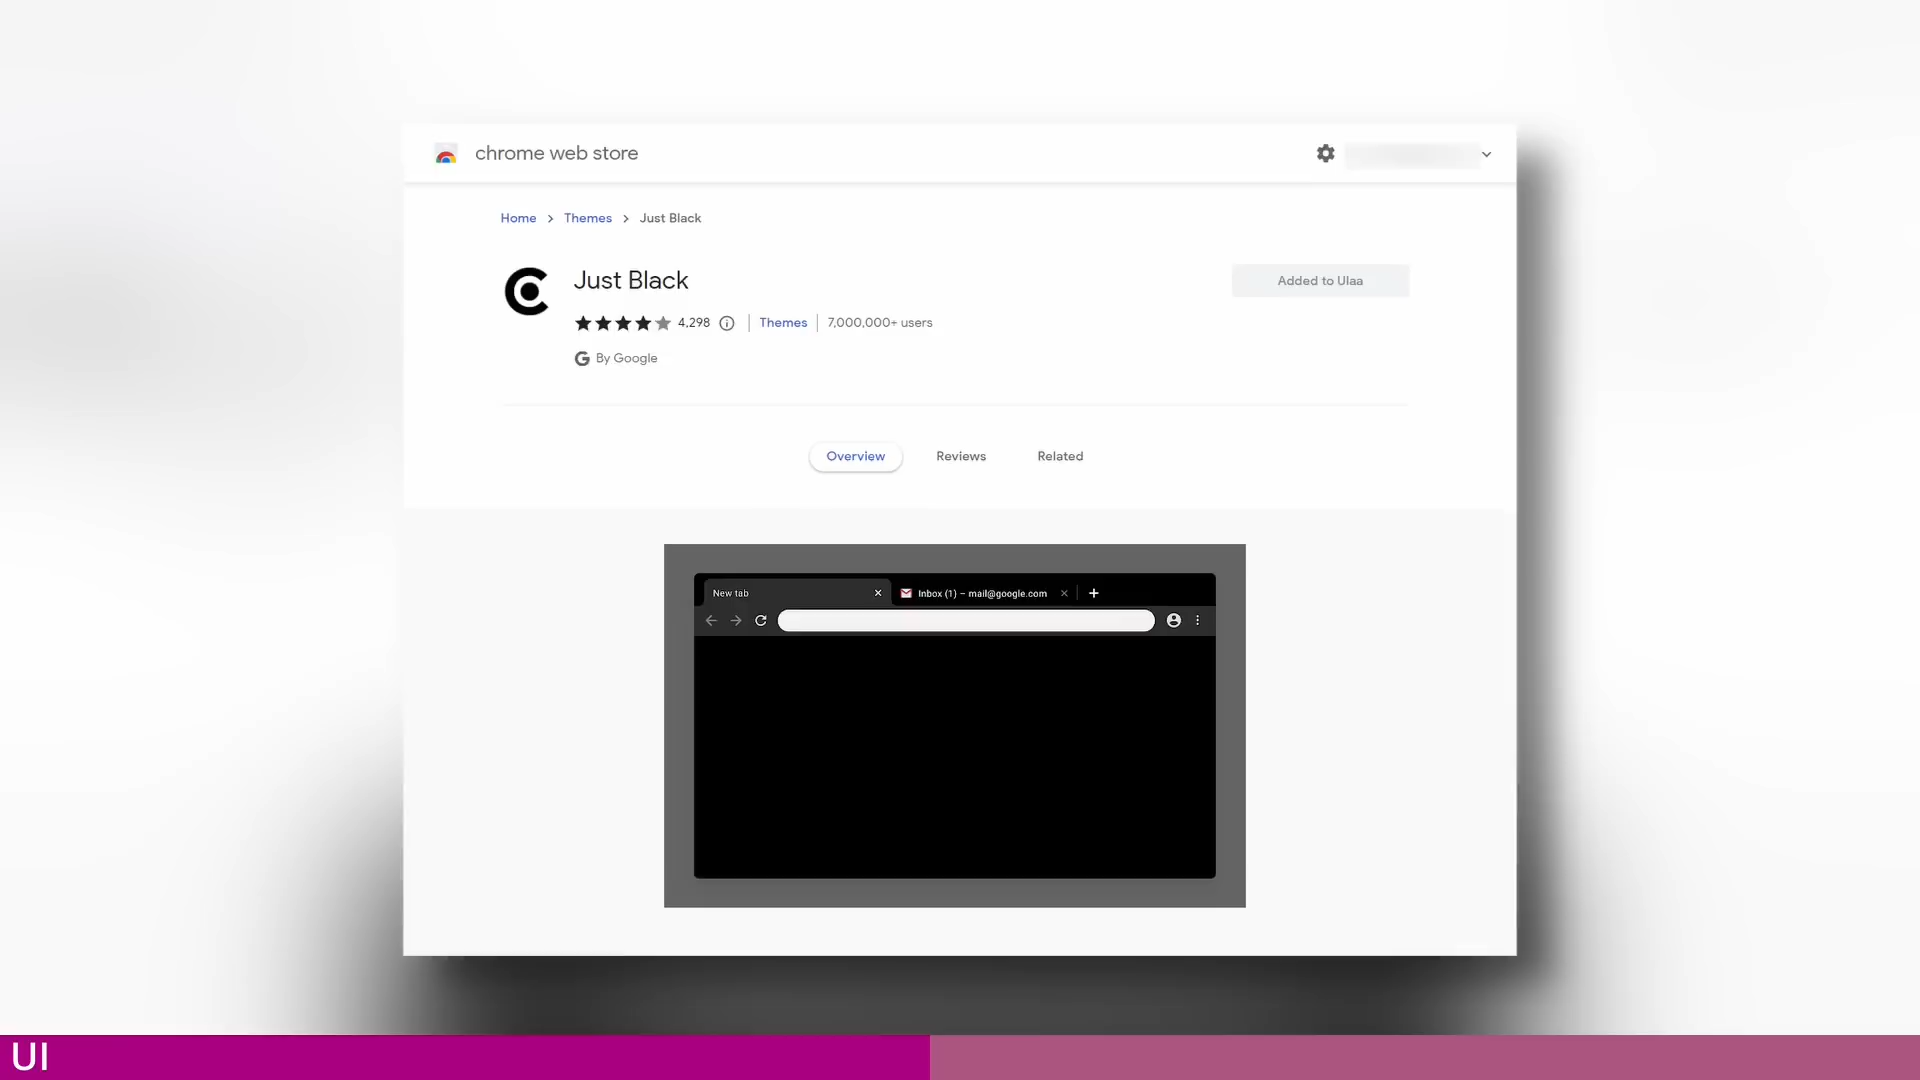 chrome web store
Home > Themes > Just Black
Just Black
Added to Ulaa
4,298 Themes 7,000,000+ users
By Google
Overview Reviews Related
New tab Inbox (1) – mail@google.com
UI